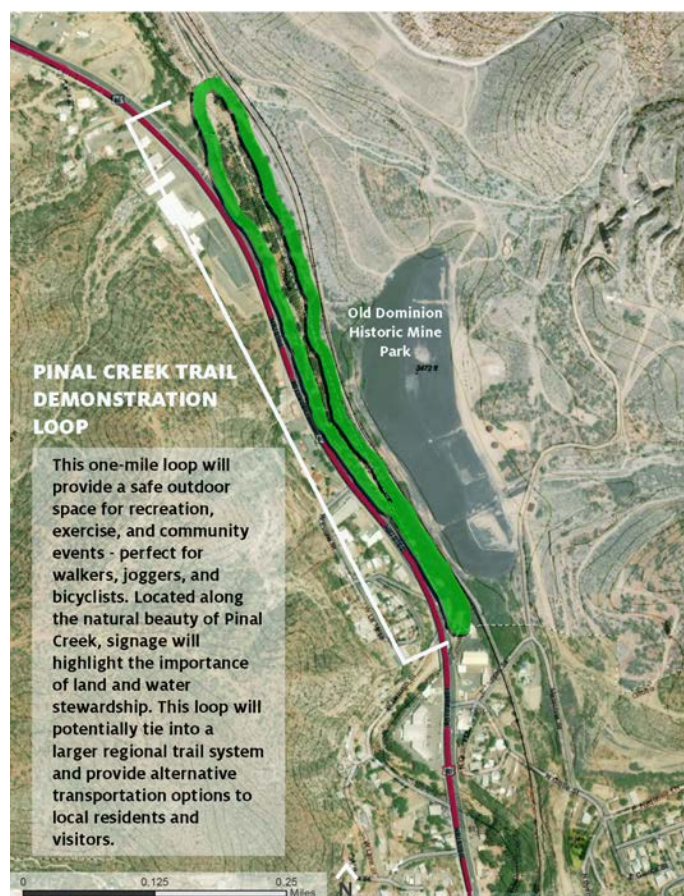 Old Dominion
Historic Mine
Park
3672 ft
PINAL CREEK TRAIL
DEMONSTRATION
LOOP
This one-mile loop will
provide a safe outdoor
space for recreation,
exercise, and community
events - perfect for
walkers, joggers, and
bicyclists. Located along
the natural beauty of Pinal
Creek, signage will
highlight the importance
of land and water
stewardship. This loop will
potentially tie into a
larger regional trail system
and provide alternative
transportation options to
local residents and
visitors.
0 0.125 0.25
Miles
N